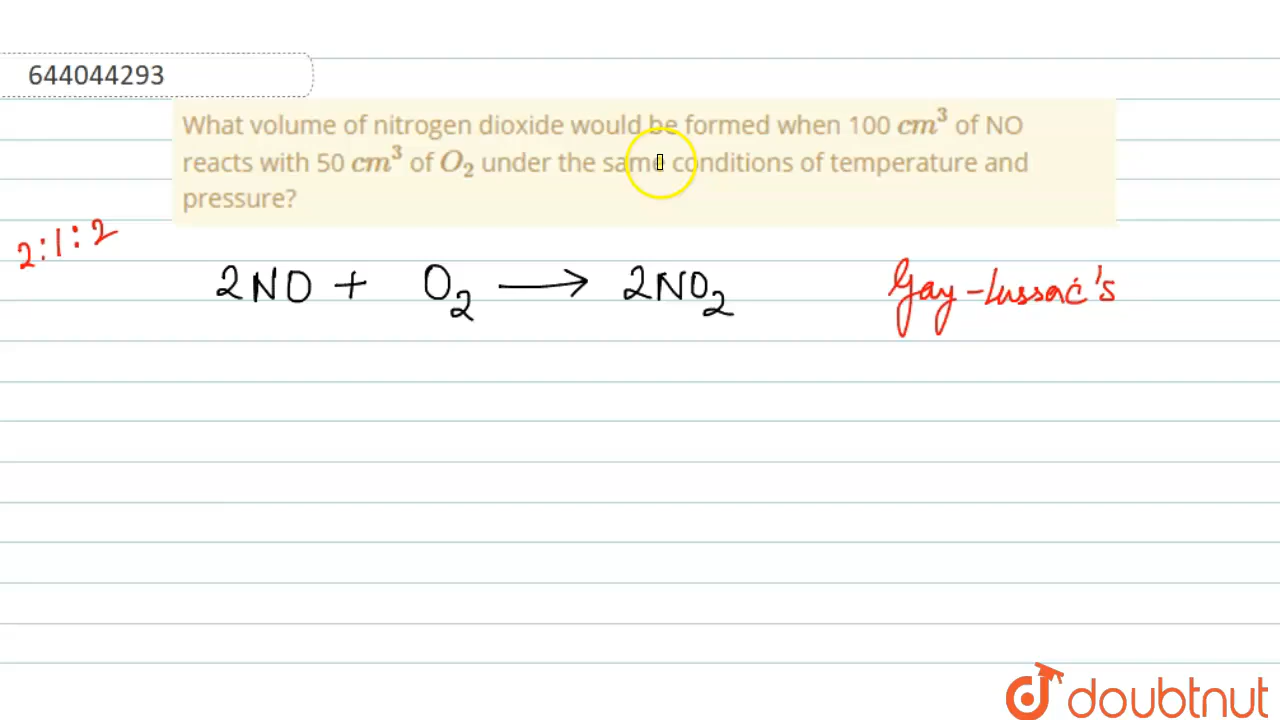 644044293
What volume of nitrogen dioxide would be formed when 100 cm³ of NO
reacts with 50 cm³ of O₂ under the same conditions of temperature and
pressure?
2:1:2
2NO + O₂ → 2NO₂
Gay-Lussac's
doubtnut